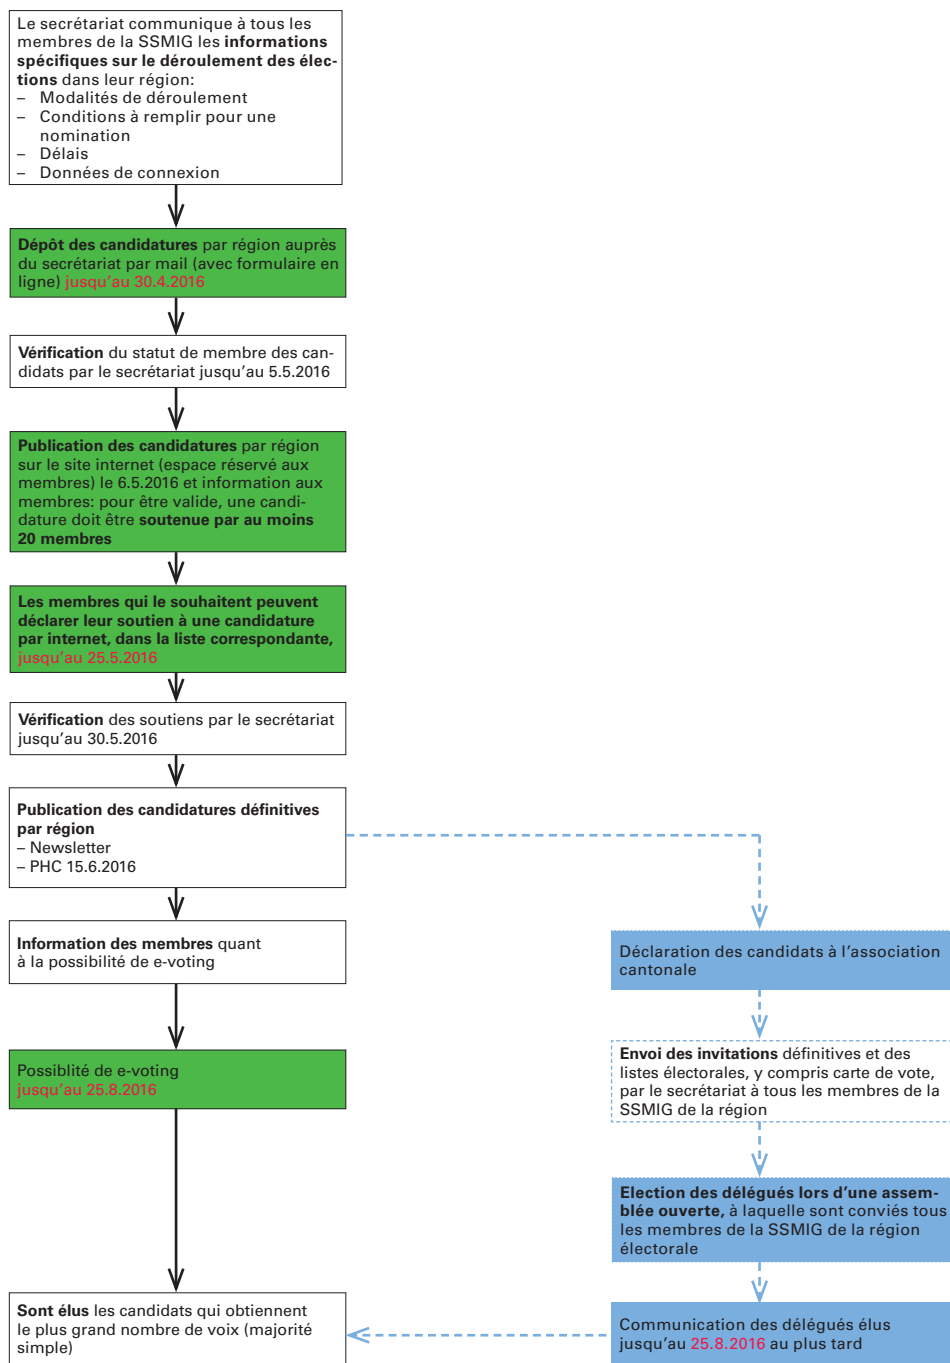 Le secrétariat communique à tous les
membres de la SSMIG les informations
spécifiques sur le déroulement des élec-
tions dans leur région:
– Modalités de déroulement
– Conditions à remplir pour une
nomination
– Délais
– Données de connexion
Dépôt des candidatures par région auprès
du secrétariat par mail (avec formulaire en
ligne) jusqu'au 30.4.2016
Vérification du statut de membre des can-
didats par le secrétariat jusqu'au 5.5.2016
Publication des candidatures par région
sur le site internet (espace réservé aux
membres) le 6.5.2016 et information aux
membres: pour être valide, une candi-
dature doit être soutenue par au moins
20 membres
Les membres qui le souhaitent peuvent
déclarer leur soutien à une candidature
par internet, dans la liste correspondante,
jusqu'au 25.5.2016
Vérification des soutiens par le secrétariat
jusqu'au 30.5.2016
Publication des candidatures définitives
par région
– Newsletter
– PHC 15.6.2016
Information des membres quant
à la possibilité de e-voting
Possiblité de e-voting
jusqu'au 25.8.2016
Sont élus les candidats qui obtiennent
le plus grand nombre de voix (majorité
simple)
Déclaration des candidats à l'association
cantonale
Envoi des invitations définitives et des
listes électorales, y compris carte de vote,
par le secrétariat à tous les membres de la
SSMIG de la région
Election des délégués lors d'une assem-
blée ouverte, à laquelle sont conviés tous
les membres de la SSMIG de la région
électorale
Communication des délégués élus
jusqu'au 25.8.2016 au plus tard